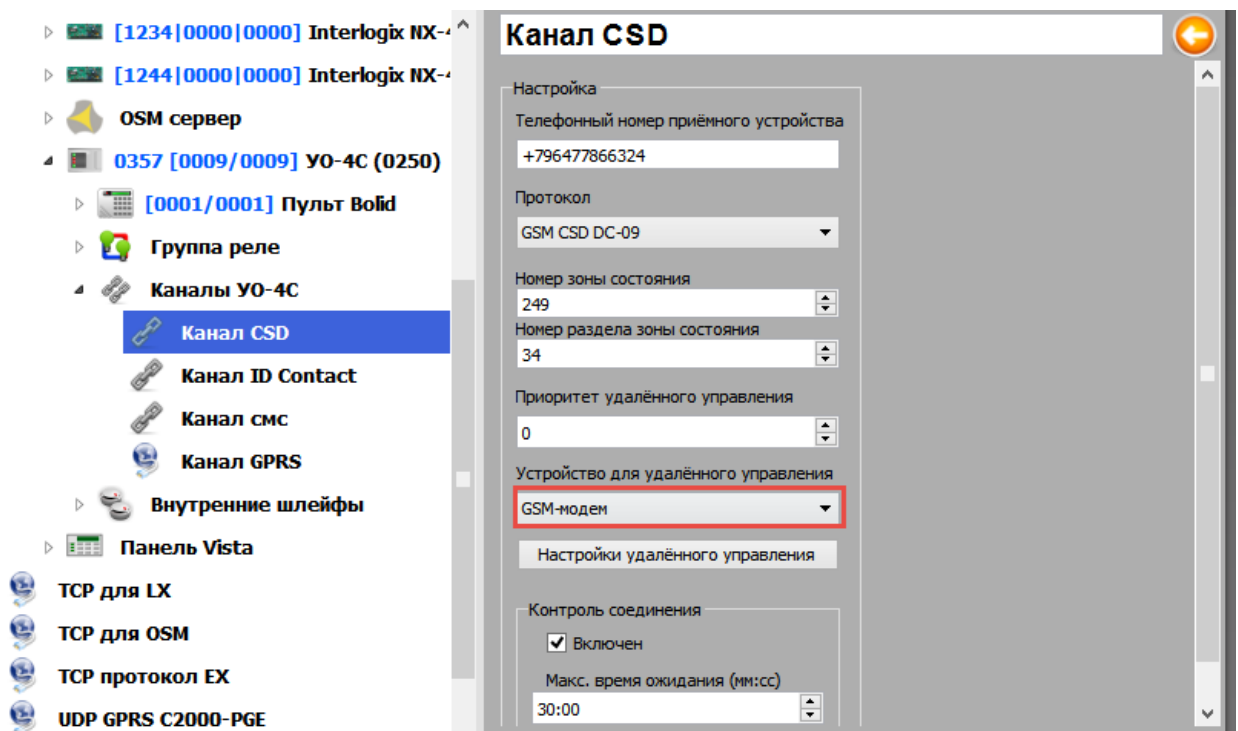 [1234|0000|0000] Interlogix NX-4
[1244|0000|0000] Interlogix NX-4
OSM сервер
0357 [0009/0009] УО-4С (0250)
[0001/0001] Пульт Bolid
Группа реле
Каналы УО-4С
Канал CSD
Канал ID Contact
Канал смс
Канал GPRS
Внутренние шлейфы
Панель Vista
TCP для LX
TCP для OSM
TCP протокол EX
UDP GPRS C2000-PGE
Канал CSD
Настройка
Телефонный номер приёмного устройства
+796477866324
Протокол
GSM CSD DC-09
Номер зоны состояния
249
Номер раздела зоны состояния
34
Приоритет удалённого управления
0
Устройство для удалённого управления
GSM-модем
Настройки удалённого управления
Контроль соединения
Включен
Макс. время ожидания (мм:сс)
30:00